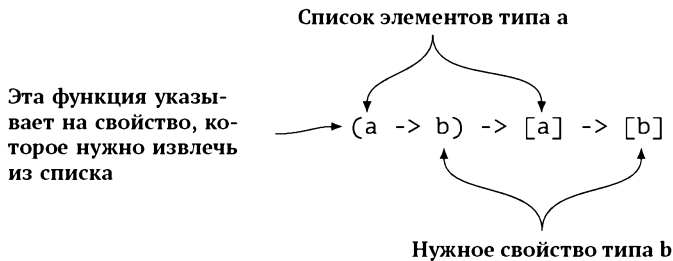 Список элементов типа a
Эта функция указы-
вает на свойство, ко-
торое нужно извлечь
из списка
(a -> b) -> [a] -> [b]
Нужное свойство типа b